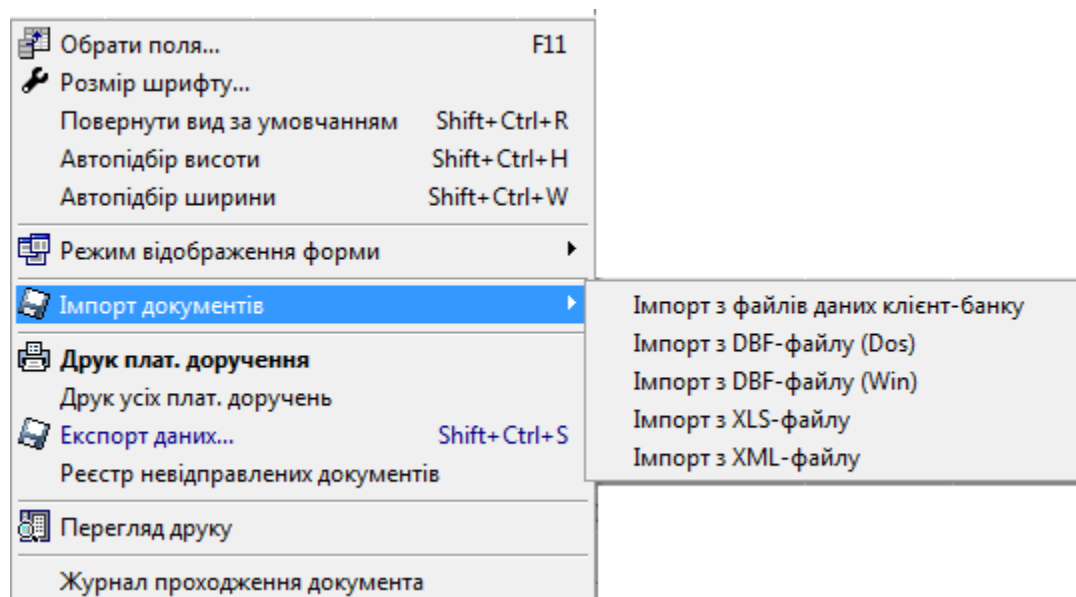 Обрати поля... F11
Розмір шрифту...
Повернути вид за умовчанням Shift+Ctrl+R
Автопідбір висоти Shift+Ctrl+H
Автопідбір ширини Shift+Ctrl+W
Режим відображення форми
Імпорт документів
Імпорт з файлів даних клієнт-банку
Імпорт з DBF-файлу (Dos)
Імпорт з DBF-файлу (Win)
Імпорт з XLS-файлу
Імпорт з XML-файлу
Друк плат. доручення
Друк усіх плат. доручень
Експорт даних... Shift+Ctrl+S
Реєстр невідправлених документів
Перегляд друку
Журнал проходження документа